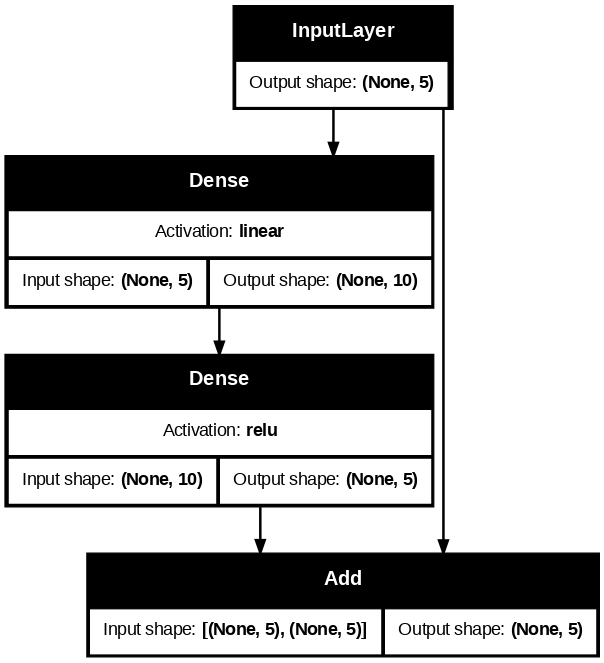 InputLayer
Output shape: (None, 5)
Dense
Activation: linear
Input shape: (None, 5) Output shape: (None, 10)
Dense
Activation: relu
Input shape: (None, 10) Output shape: (None, 5)
Add
Input shape: [(None, 5), (None, 5)] Output shape: (None, 5)